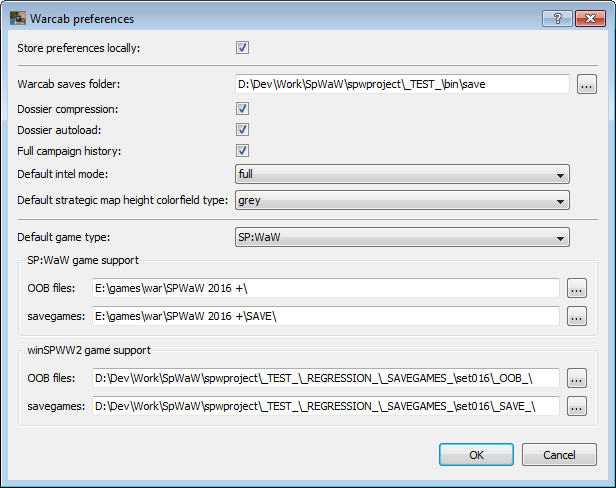 Warcab preferences
Store preferences locally:
Warcab saves folder: D:\Dev\Work\SpWaW\spwproject\_TEST_\bin\save ...
Dossier compression:
Dossier autoload:
Full campaign history:
Default intel mode: full
Default strategic map height colorfield type: grey
Default game type: SP:WaW
SP:WaW game support
OOB files: E:\games\war\SPWaW 2016 +\ ...
savegames: E:\games\war\SPWaW 2016 +\SAVE\ ...
winSPWW2 game support
OOB files: D:\Dev\Work\SpWaW\spwproject\_TEST_\_REGRESSION_\_SAVEGAMES_\set016\_OOB_\ ...
savegames: D:\Dev\Work\SpWaW\spwproject\_TEST_\_REGRESSION_\_SAVEGAMES_\set016\_SAVE_\ ...
OK Cancel